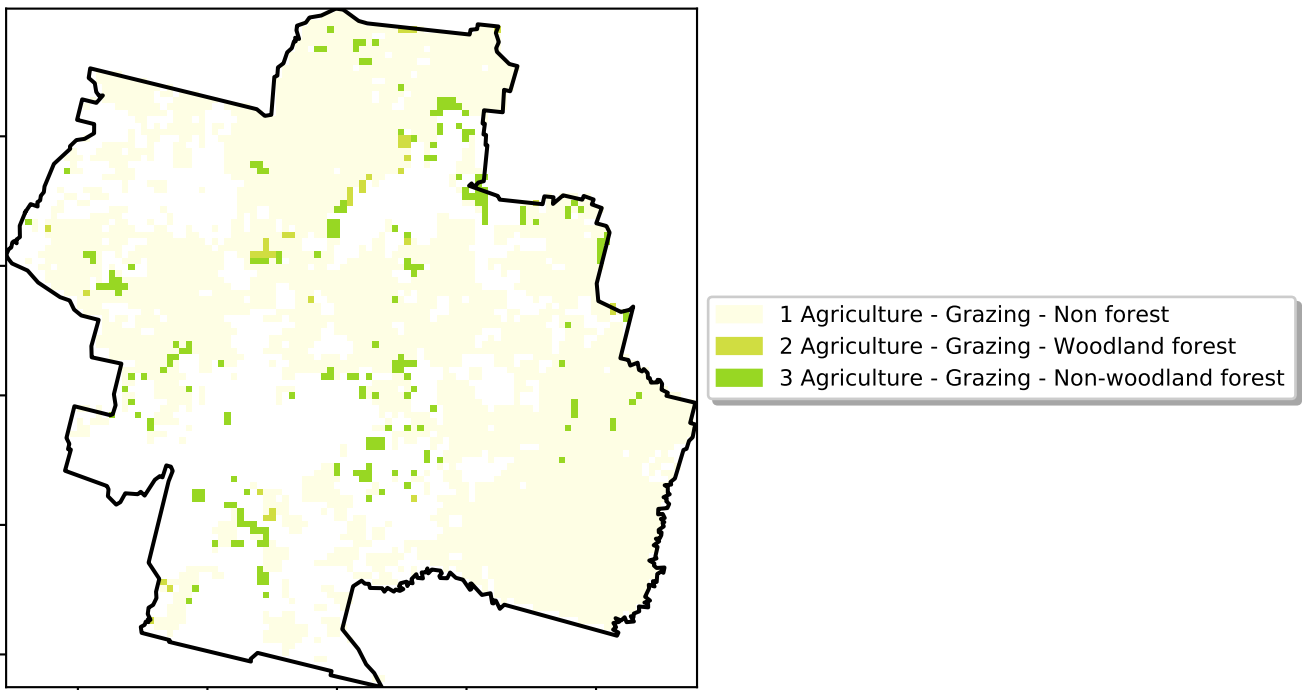 1 Agriculture - Grazing - Non forest
2 Agriculture - Grazing - Woodland forest
3 Agriculture - Grazing - Non-woodland forest